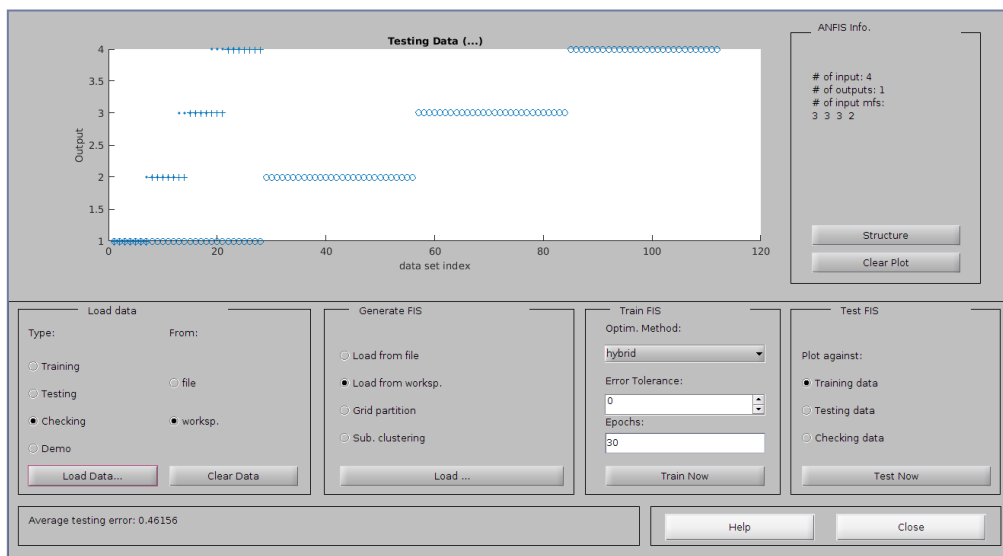 Testing Data (...)
4
3.5
3
2.5
2
1.5
1
Output
0
20
40
60
80
100
120
data set index
ANFIS Info.
# of input: 4
# of outputs: 1
# of input mfs:
3 3 3 2
Structure
Clear Plot
Load data
Type:
From:
Training
Testing
Checking
Demo
file
worksp.
Load Data...
Clear Data
Generate FIS
Load from file
Load from worksp.
Grid partition
Sub. clustering
Load ...
Train FIS
Optim. Method:
hybrid
Error Tolerance:
0
Epochs:
30
Train Now
Test FIS
Plot against:
Training data
Testing data
Checking data
Test Now
Average testing error: 0.46156
Help
Close